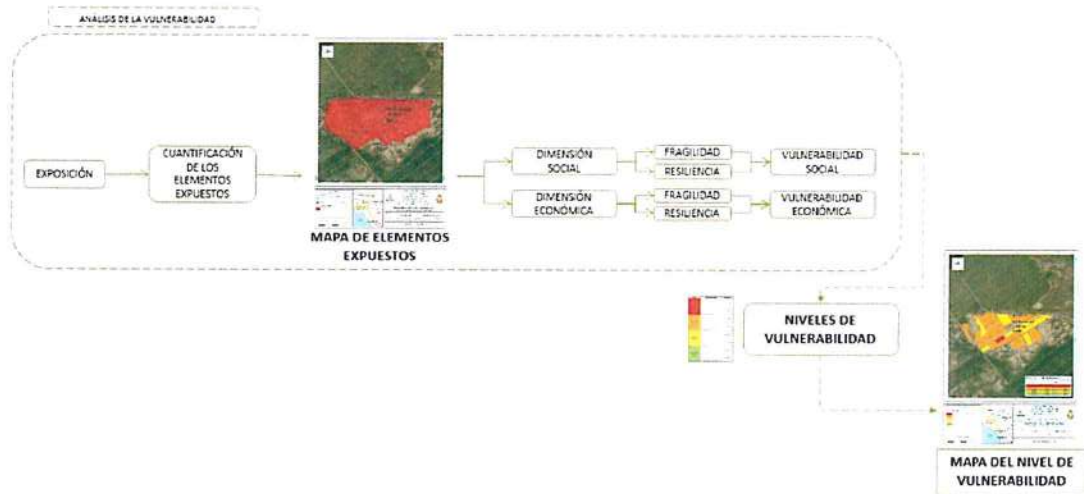 ANÁLISIS DE LA VULNERABILIDAD
EXPOSICIÓN
CUANTIFICACIÓN
DE LOS
ELEMENTOS
EXPUESTOS
MAPA DE ELEMENTOS
EXPUESTOS
DIMENSIÓN
SOCIAL
FRAGILIDAD
RESILIENCIA
VULNERABILIDAD
SOCIAL
DIMENSIÓN
ECONÓMICA
FRAGILIDAD
RESILIENCIA
VULNERABILIDAD
ECONÓMICA
NIVELES DE
VULNERABILIDAD
MAPA DEL NIVEL DE
VULNERABILIDAD